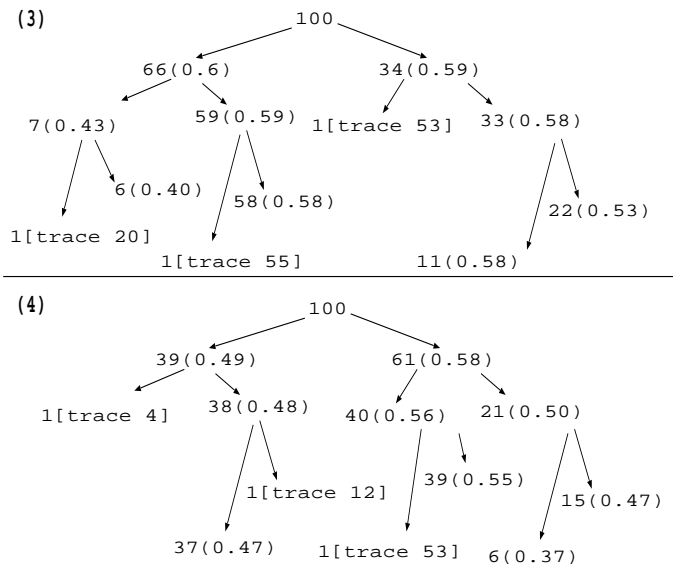 (3)
100
66(0.6) 34(0.59)
7(0.43) 59(0.59) 1[trace 53] 33(0.58)
6(0.40) 58(0.58) 22(0.53)
1[trace 20]
1[trace 55] 11(0.58)
(4)
100
39(0.49) 61(0.58)
1[trace 4] 38(0.48) 40(0.56) 21(0.50)
39(0.55)
1[trace 12] 15(0.47)
37(0.47) 1[trace 53] 6(0.37)